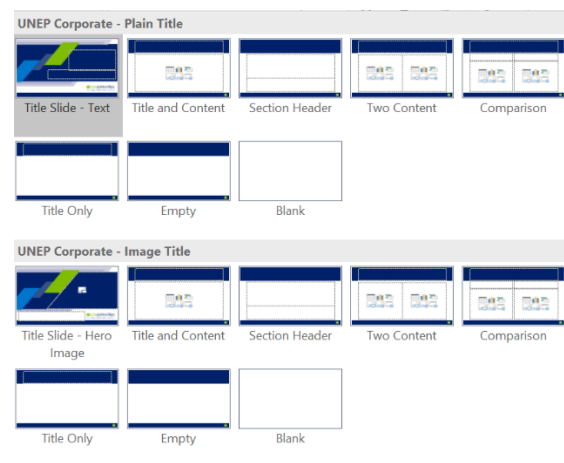 UNEP Corporate - Plain Title
Title Slide - Text Title and Content Section Header Two Content Comparison
Title Only Empty Blank
UNEP Corporate - Image Title
Title Slide - Hero Image Title and Content Section Header Two Content Comparison
Title Only Empty Blank